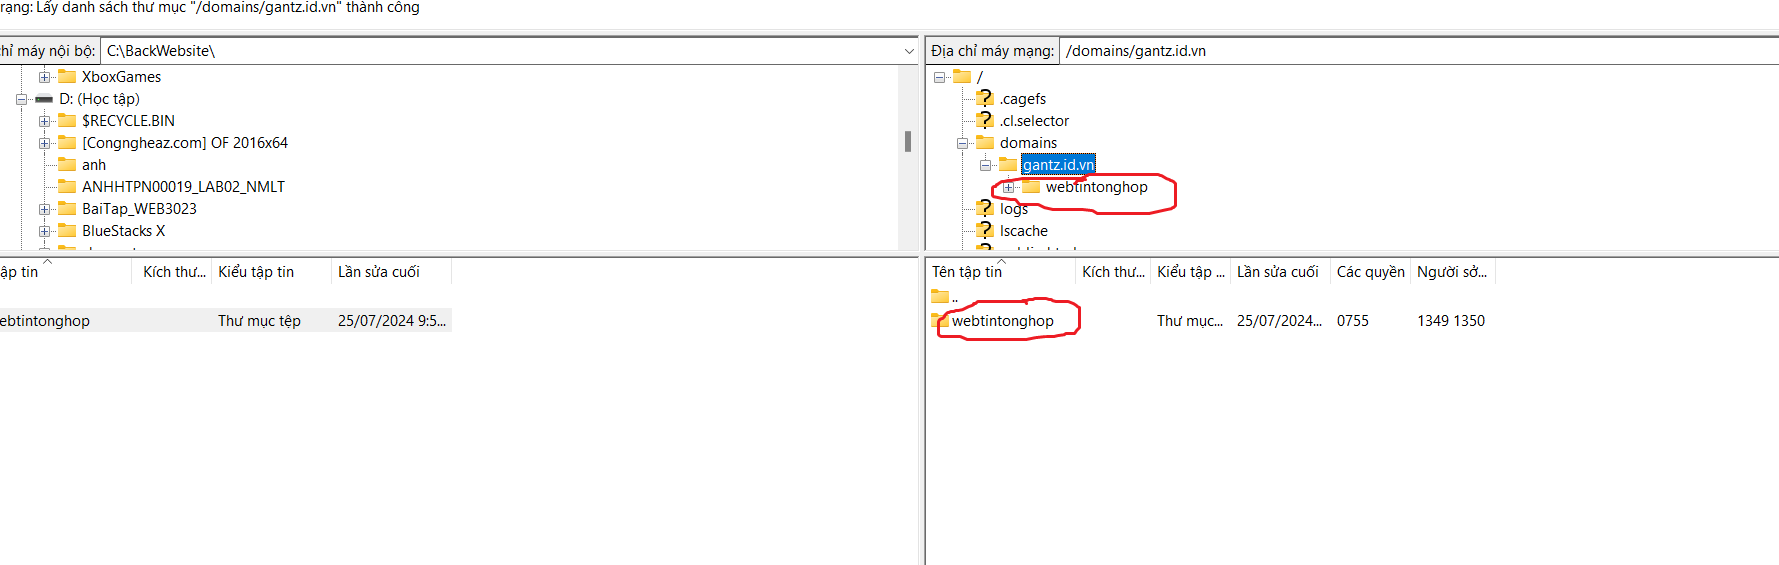 rạng: Lấy danh sách thư mục "/domains/gantz.id.vn" thành công
hỉ máy nội bộ: C:\BackWebsite\
XboxGames
D: (Học tập)
$RECYCLE.BIN
[Congngheaz.com] OF 2016x64
anh
ANHHTPN00019_LAB02_NMLT
BaiTap_WEB3023
BlueStacks X
ập tin Kích thư... Kiểu tập tin Lần sửa cuối
ebtintonghop Thư mục tệp 25/07/2024 9:5...
Địa chỉ máy mạng: /domains/gantz.id.vn
/
.cagefs
.cl.selector
domains
gantz.id.vn
webtintonghop
logs
lscache
Tên tập tin Kích thư... Kiểu tập ... Lần sửa cuối Các quyền Người sở...
..
webtintonghop Thư mục... 25/07/2024... 0755 1349 1350